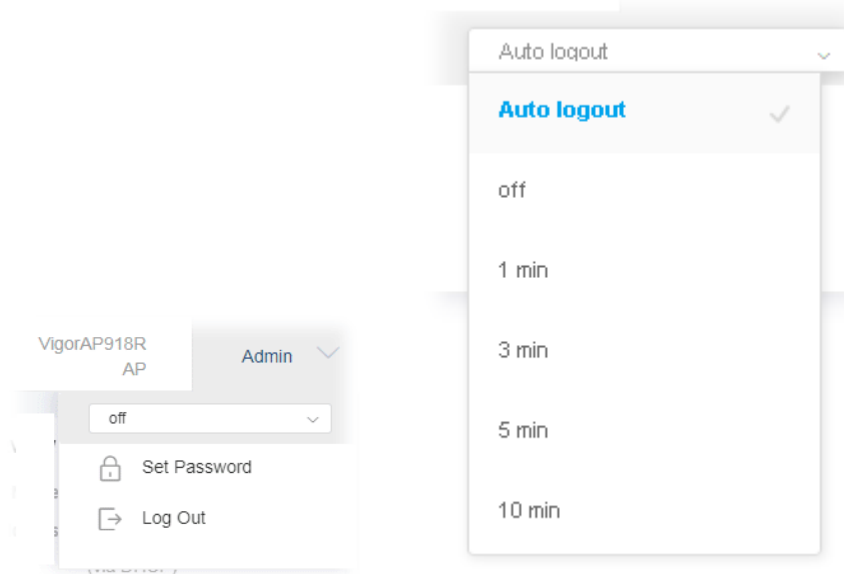 VigorAP918R
AP
Admin
off
Set Password
Log Out
Auto logout
Auto logout
off
1 min
3 min
5 min
10 min